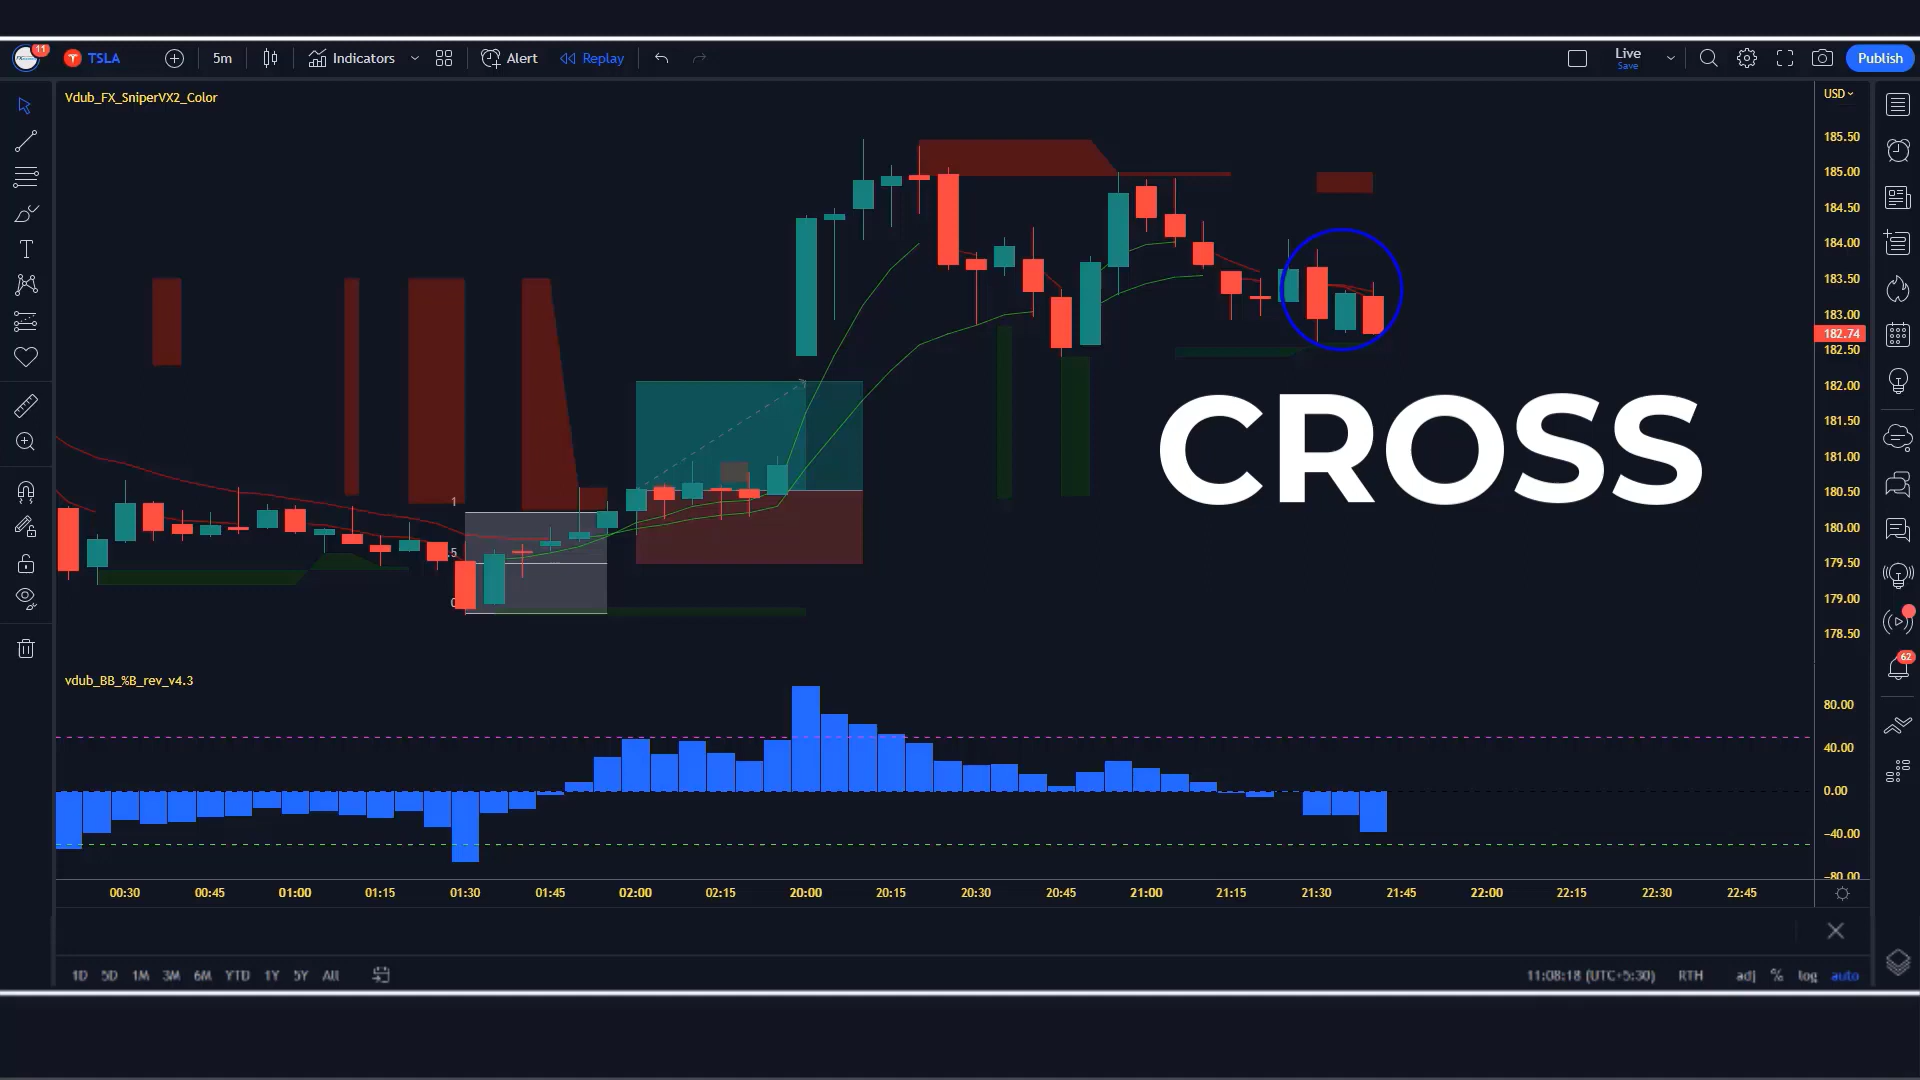 11
TSLA
5m
Indicators
Alert
Replay
Live
Save
Publish
Vdub_FX_SniperVX2_Color
USD
185.50
185.00
184.50
184.00
183.50
183.00
182.74
182.50
182.00
181.50
181.00
180.50
180.00
179.50
179.00
178.50
CROSS
1
.5
0
62
vdub_BB_%B_rev_v4.3
80.00
40.00
0.00
−40.00
−80.00
00:30 00:45 01:00 01:15 01:30 01:45 02:00 02:15 20:00 20:15 20:30 20:45 21:00 21:15 21:30 21:45 22:00 22:15 22:30 22:45
1D 5D 1M 3M 6M YTD 1Y 5Y All
11:08:18 (UTC+5:30) RTH adj % log auto